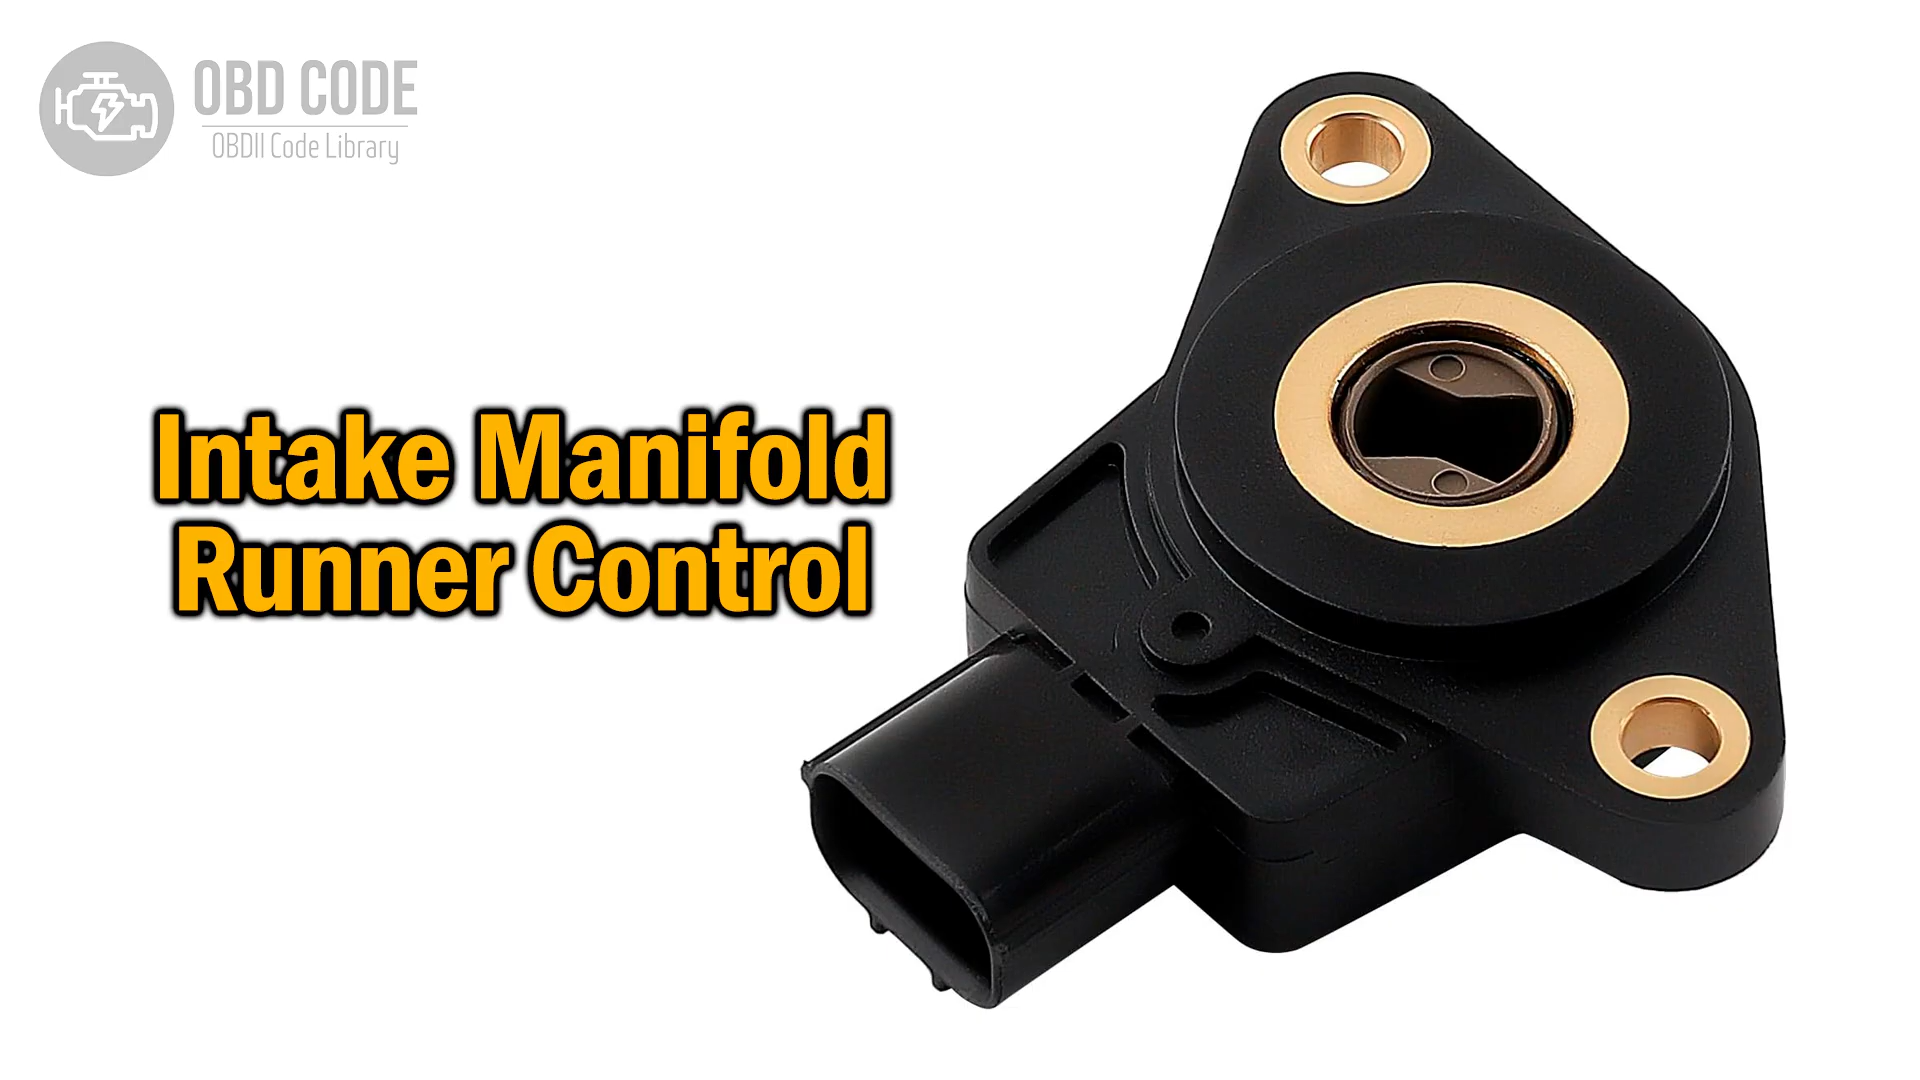 OBD CODE
OBDII Code Library
Intake Manifold
Runner Control